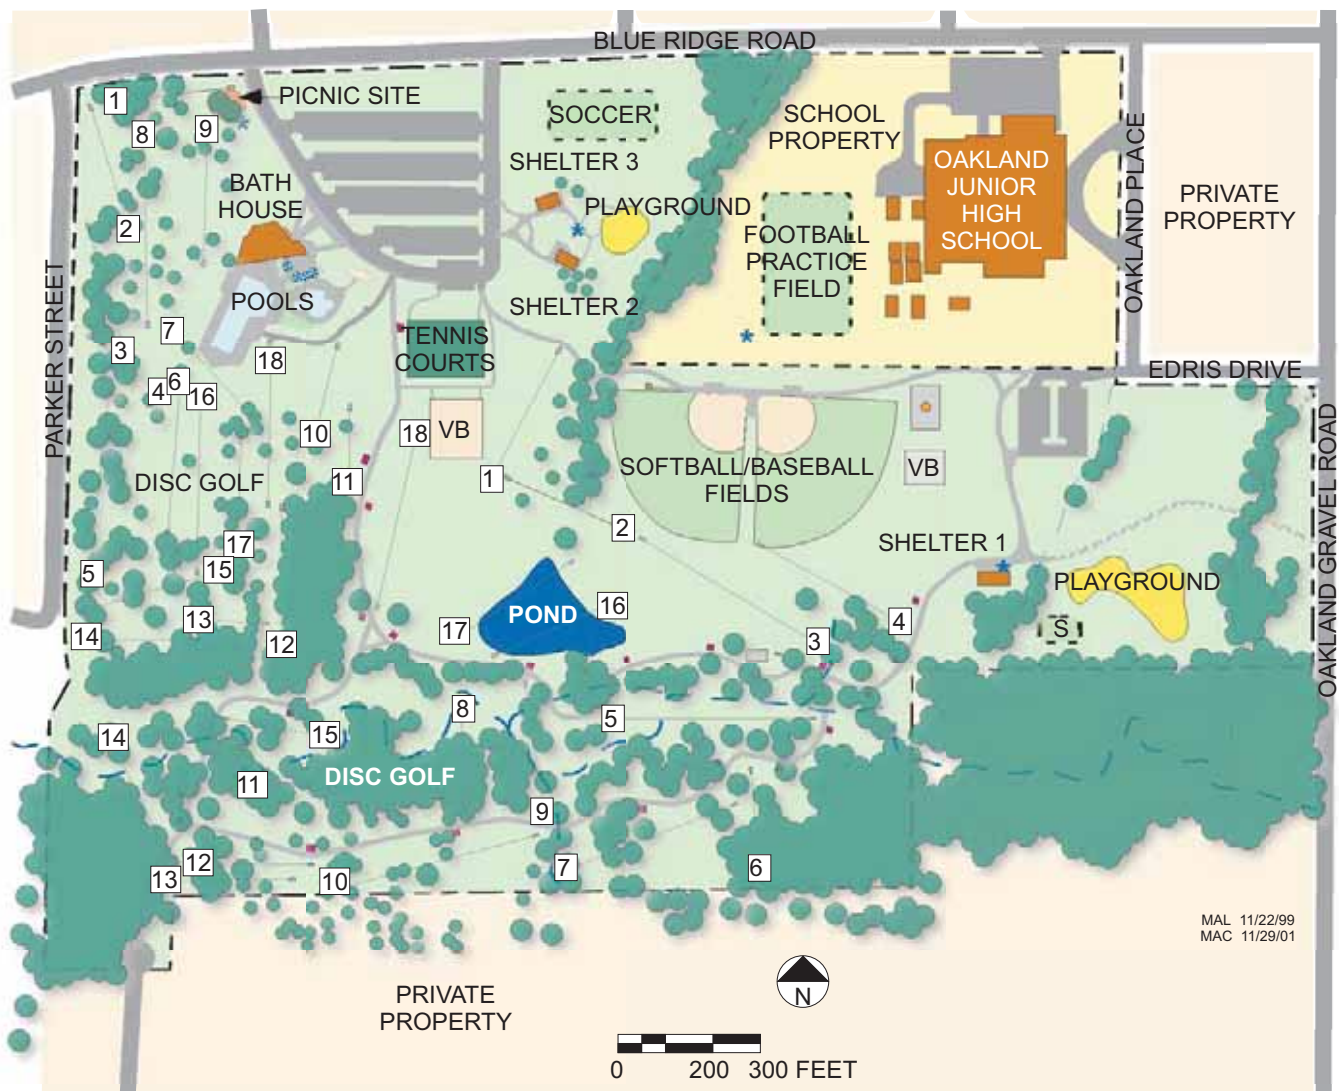 BLUE RIDGE ROAD
PICNIC SITE
1
8
9
SOCCER
SCHOOL
PROPERTY
OAKLAND PLACE
OAKLAND
JUNIOR
HIGH
SCHOOL
PRIVATE
PROPERTY
SHELTER 3
BATH
HOUSE
PLAYGROUND
2
FOOTBALL
PRACTICE
FIELD
POOLS
SHELTER 2
PARKER STREET
7
TENNIS
COURTS
3
18
EDRIS DRIVE
4
6
16
10
18
VB
OAKLAND GRAVEL ROAD
DISC GOLF
11
1
SOFTBALL/BASEBALL
FIELDS
VB
2
17
SHELTER 1
5
15
PLAYGROUND
16
POND
13
17
4
S
14
12
3
8
5
14
15
DISC GOLF
11
9
12
7
6
13
10
MAL 11/22/99
MAC 11/29/01
N
PRIVATE
PROPERTY
0 200 300 FEET